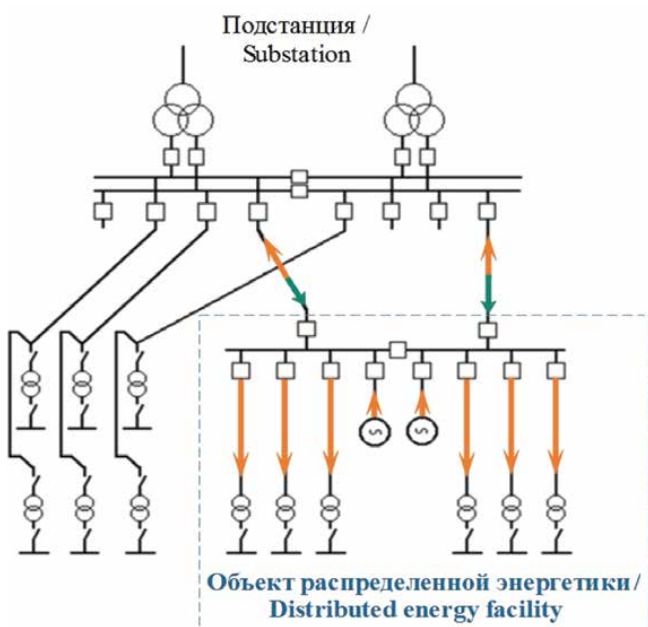 Подстанция /
Substation
Объект распределенной энергетики /
Distributed energy facility